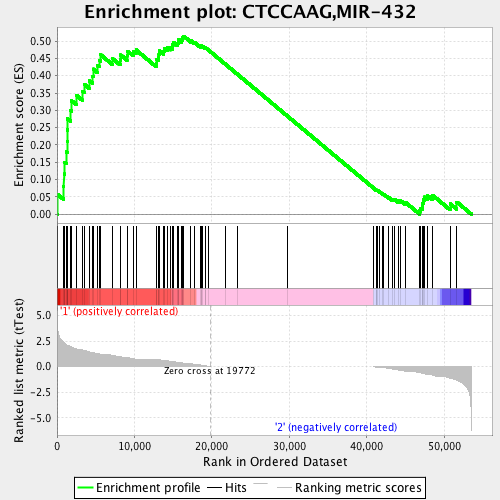 Enrichment plot: CTCCAAG,MIR-432
Enrichment score (ES)
0.50
0.45
0.40
0.35
0.30
0.25
0.20
0.15
0.10
0.05
0.00
'1' (positively correlated)
5.0
2.5
0.0
-2.5
-5.0
Ranked list metric (tTest)
Zero cross at 19772
'2' (negatively correlated)
0 10,000 20,000 30,000 40,000 50,000
Rank in Ordered Dataset
Enrichment profile Hits Ranking metric scores